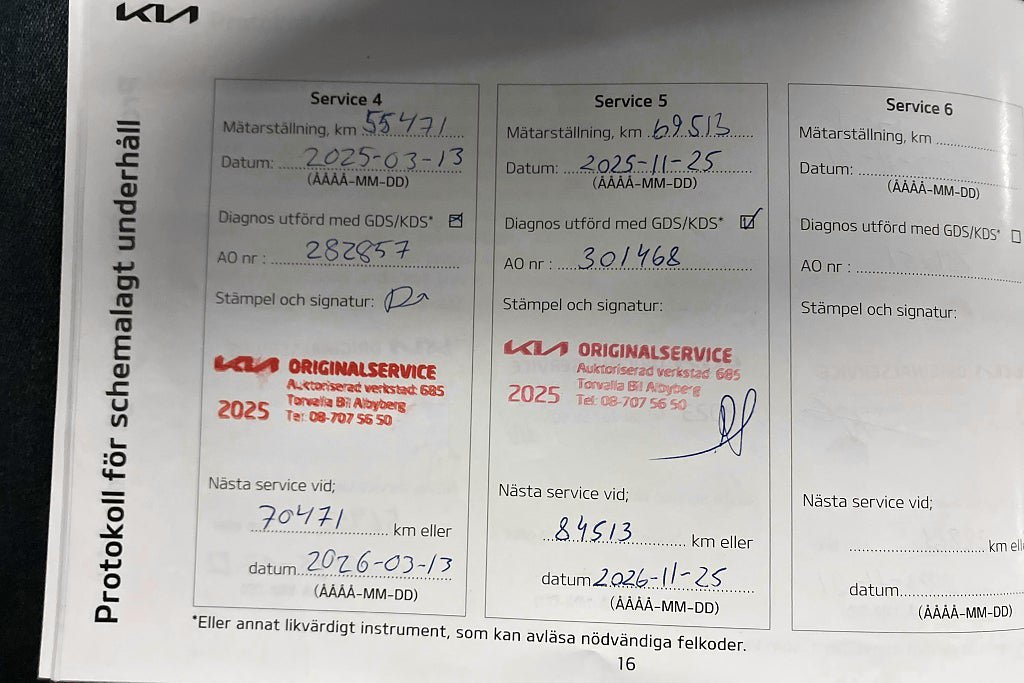 KIA
Protokoll för schemalagt underhåll
Service 4
Mätarställning, km 55471
Datum: 2025-03-13
(ÅÅÅÅ-MM-DD)
Diagnos utförd med GDS/KDS*
AO nr : 282857
Stämpel och signatur:
KIA ORIGINALSERVICE
Auktoriserad verkstad 685
Torvalla Bil Albyberg
2025 Tel: 08-707 56 50
Nästa service vid;
70471 km eller
datum 2026-03-13
(ÅÅÅÅ-MM-DD)
Service 5
Mätarställning, km 69513
Datum: 2025-11-25
(ÅÅÅÅ-MM-DD)
Diagnos utförd med GDS/KDS*
AO nr : 301468
Stämpel och signatur:
KIA ORIGINALSERVICE
Auktoriserad verkstad 685
Torvalla Bil Albyberg
2025 Tel: 08-707 56 50
Nästa service vid;
84513 km eller
datum 2026-11-25
(ÅÅÅÅ-MM-DD)
Service 6
Mätarställning, km
Datum:
(ÅÅÅÅ-MM-DD)
Diagnos utförd med GDS/KDS*
AO nr :
Stämpel och signatur:
Nästa service vid;
km ell
datum
(ÅÅÅÅ-MM-DD)
*Eller annat likvärdigt instrument, som kan avläsa nödvändiga felkoder.
16